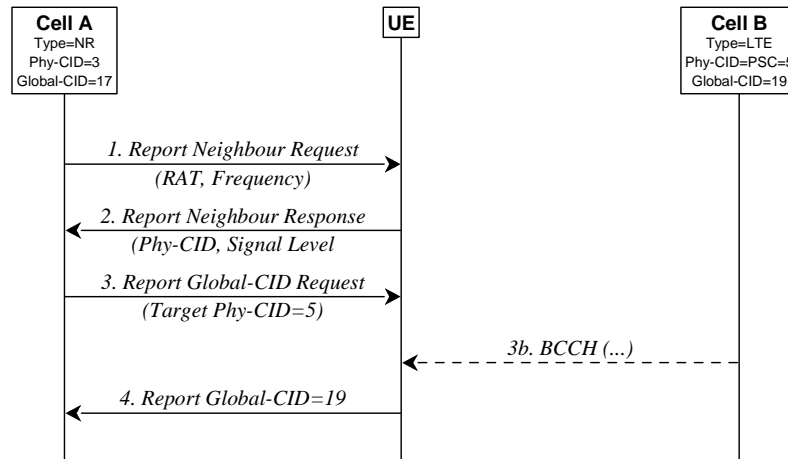 Cell A
Type=NR
Phy-CID=3
Global-CID=17
UE
Cell B
Type=LTE
Phy-CID=PSC=5
Global-CID=19
1. Report Neighbour Request
(RAT, Frequency)
2. Report Neighbour Response
(Phy-CID, Signal Level
3. Report Global-CID Request
(Target Phy-CID=5)
3b. BCCH (...)
4. Report Global-CID=19